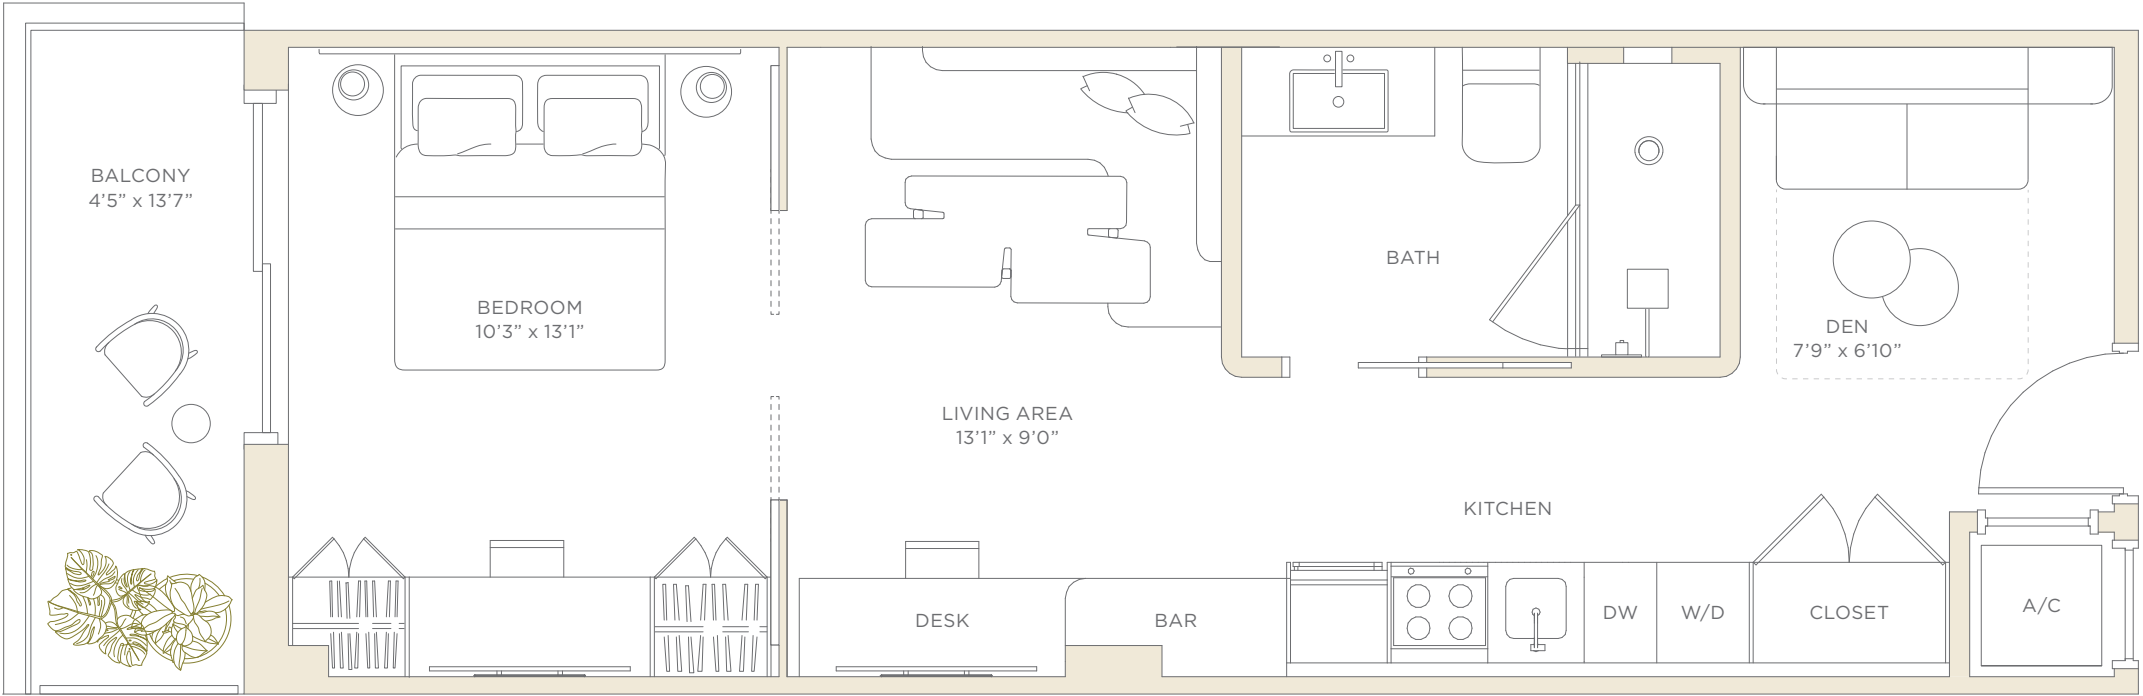 BALCONY
4’5” x 13’7”
BEDROOM
10’3” x 13’1”
LIVING AREA
13’1” x 9’0”
BATH
DEN
7’9” x 6’10”
KITCHEN
DESK
BAR
DW
W/D
CLOSET
A/C